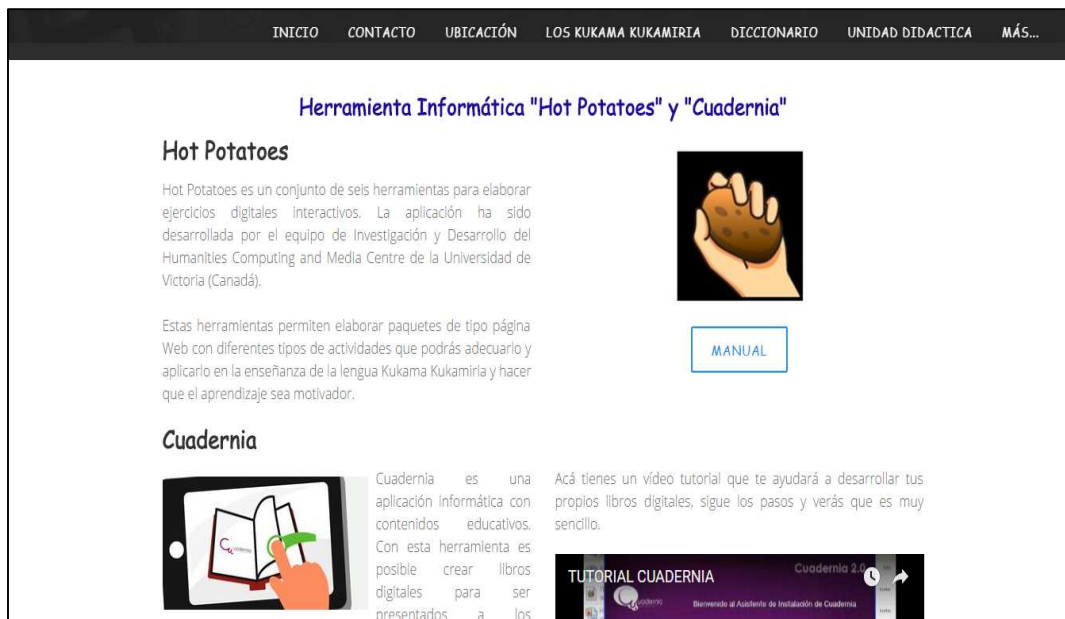 INICIO CONTACTO UBICACIÓN LOS KUKAMA KUKAMIRIA DICCIONARIO UNIDAD DIDACTICA MÁS...
Herramienta Informática "Hot Potatoes" y "Cuadernia"
Hot Potatoes
Hot Potatoes es un conjunto de seis herramientas para elaborar
ejercicios digitales interactivos. La aplicación ha sido
desarrollada por el equipo de Investigación y Desarrollo del
Humanities Computing and Media Centre de la Universidad de
Victoria (Canadá).
Estas herramientas permiten elaborar paquetes de tipo página
Web con diferentes tipos de actividades que podrás adecuarlo y
aplicarlo en la enseñanza de la lengua Kukama Kukamiria y hacer
que el aprendizaje sea motivador.
MANUAL
Cuadernia
Cuadernia es una
aplicación informática con
contenidos educativos.
Con esta herramienta es
posible crear libros
digitales para ser
presentados a los
Acá tienes un vídeo tutorial que te ayudará a desarrollar tus
propios libros digitales, sigue los pasos y verás que es muy
sencillo.
TUTORIAL CUADERNIA
Cuadernia 2.0
Bienvenido al Asistente de Instalación de Cuadernia